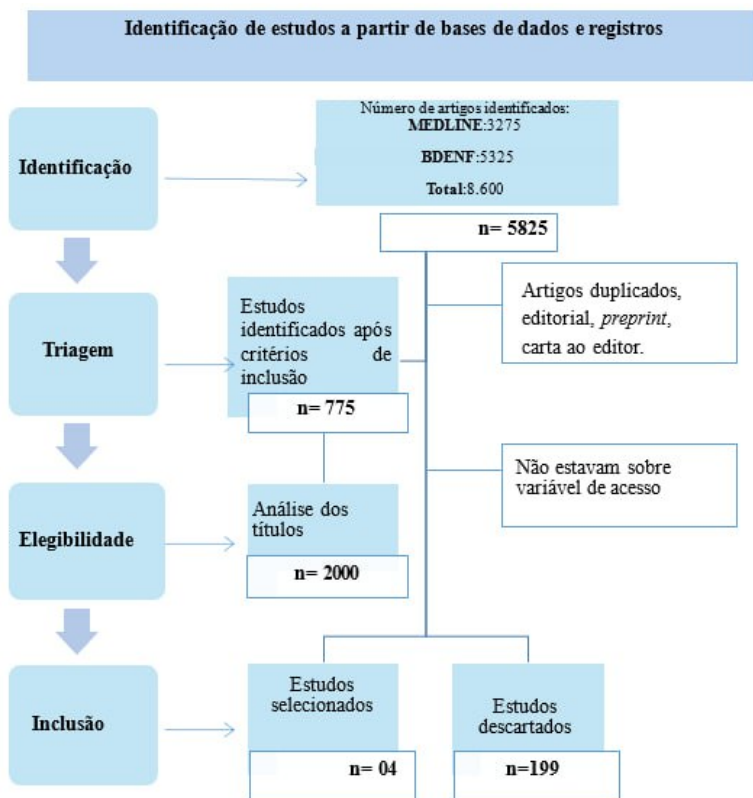 Identificação de estudos a partir de bases de dados e registros
Número de artigos identificados:
MEDLINE:3275
BDENF:5325
Total:8.600
n= 5825
Identificação
Artigos duplicados,
editorial, preprint,
carta ao editor.
Triagem
Estudos
identificados após
critérios de
inclusão
n= 775
Não estavam sobre
variável de acesso
Elegibilidade
Análise dos
títulos
n= 2000
Inclusão
Estudos
selecionados
n= 04
Estudos
descartados
n=199